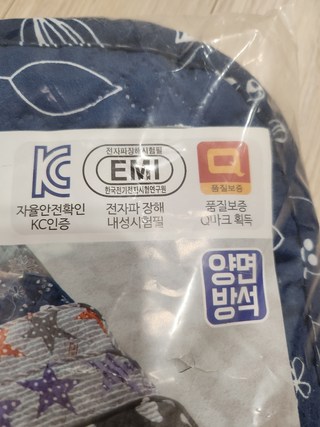 전자파장해시험필
KC
EMI
Q
한국전기전자시험연구원
품질보증
자율안전확인
KC인증
전자파 장해
내성시험필
품질보증
Q마크 획득
양면
방석